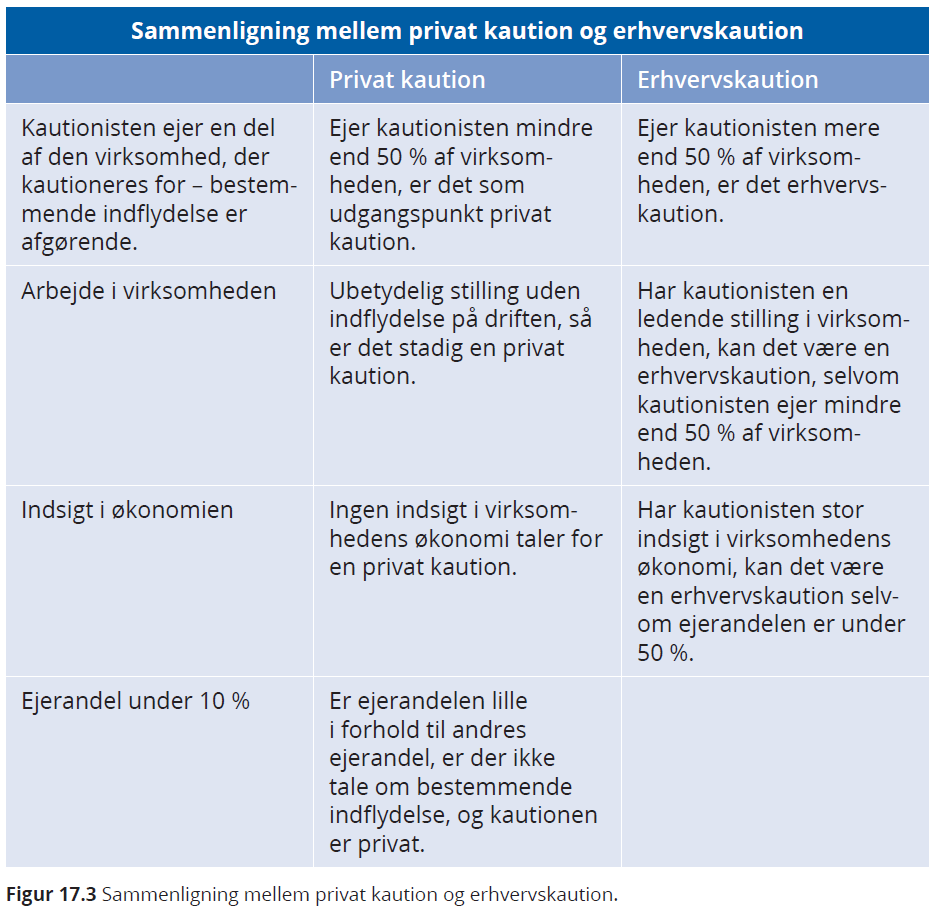 Sammenligning mellem privat kaution og erhvervskaution
Privat kaution
Erhvervskaution
Kautionisten ejer en del
af den virksomhed, der
kautioneres for – bestem-
mende indflydelse er
afgørende.
Ejer kautionisten mindre
end 50 % af virksom-
heden, er det som
udgangspunkt privat
kaution.
Ejer kautionisten mere
end 50 % af virksom-
heden, er det erhvervs-
kaution.
Arbejde i virksomheden
Ubetydelig stilling uden
indflydelse på driften, så
er det stadig en privat
kaution.
Har kautionisten en
ledende stilling i virksom-
heden, kan det være en
erhvervskaution, selvom
kautionisten ejer mindre
end 50 % af virksom-
heden.
Indsigt i økonomien
Ingen indsigt i virksom-
hedens økonomi taler for
en privat kaution.
Har kautionisten stor
indsigt i virksomhedens
økonomi, kan det være
en erhvervskaution selv-
om ejerandelen er under
50 %.
Ejerandel under 10 %
Er ejerandelen lille
i forhold til andres
ejerandel, er der ikke
tale om bestemmende
indflydelse, og kautionen
er privat.
Figur 17.3 Sammenligning mellem privat kaution og erhvervskaution.